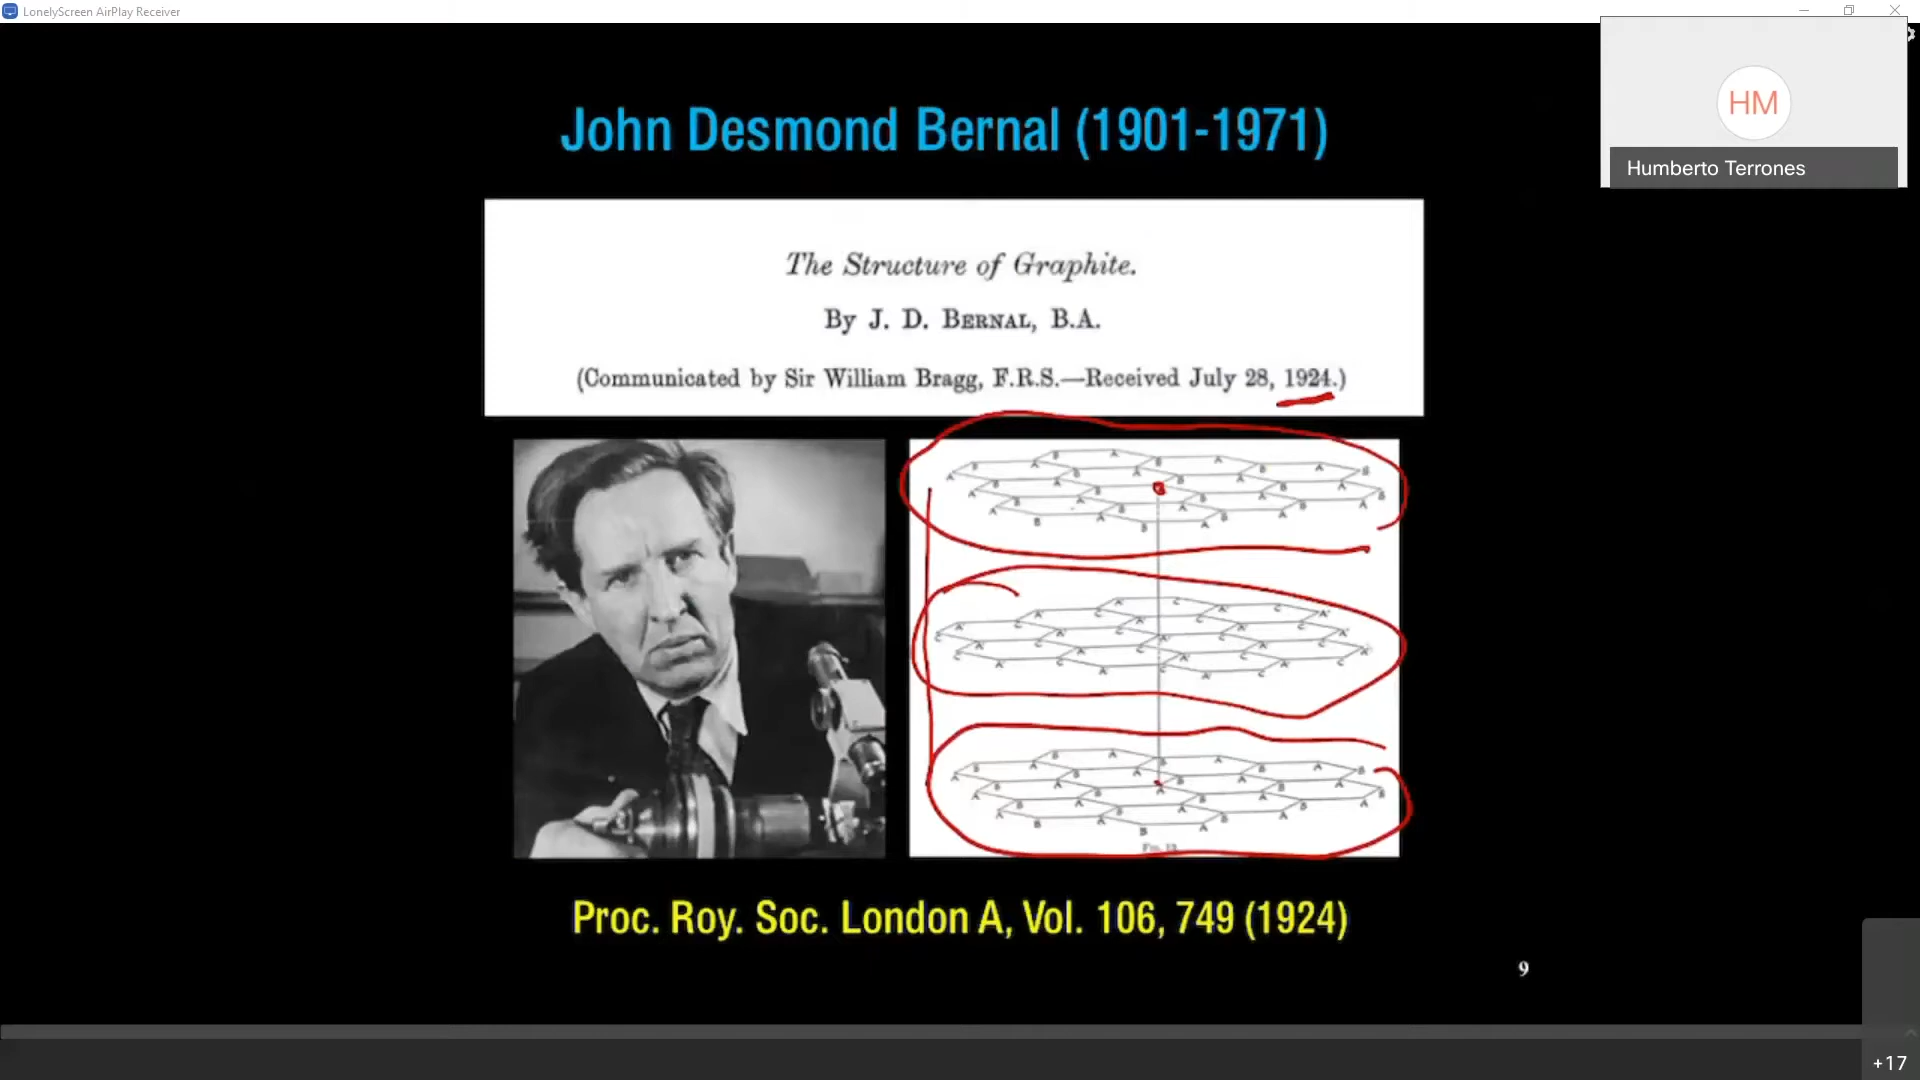 LonelyScreen AirPlay Receiver
HM
Humberto Terrones
John Desmond Bernal (1901-1971)
The Structure of Graphite.
By J. D. BERNAL, B.A.
(Communicated by Sir William Bragg, F.R.S.—Received July 28, 1924.)
Proc. Roy. Soc. London A, Vol. 106, 749 (1924)
9
+17